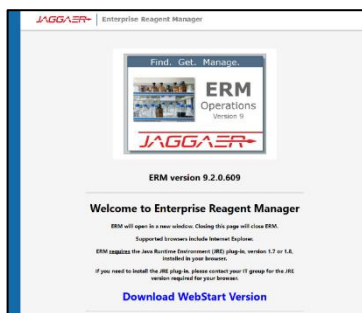 JAGGAER Enterprise Reagent Manager
Find. Get. Manage.
ERM
Operations
Version 9
JAGGAER
ERM version 9.2.0.609
Welcome to Enterprise Reagent Manager
ERM will open in a new window. Closing this page will close ERM.
Supported browsers include Internet Explorer.
ERM requires the Java Runtime Environment (JRE) plug-in, version 1.7 or 1.8,
installed in your browser.
If you need to install the JRE plug-in, please contact your IT group for the JRE
version required for your browser.
Download WebStart Version